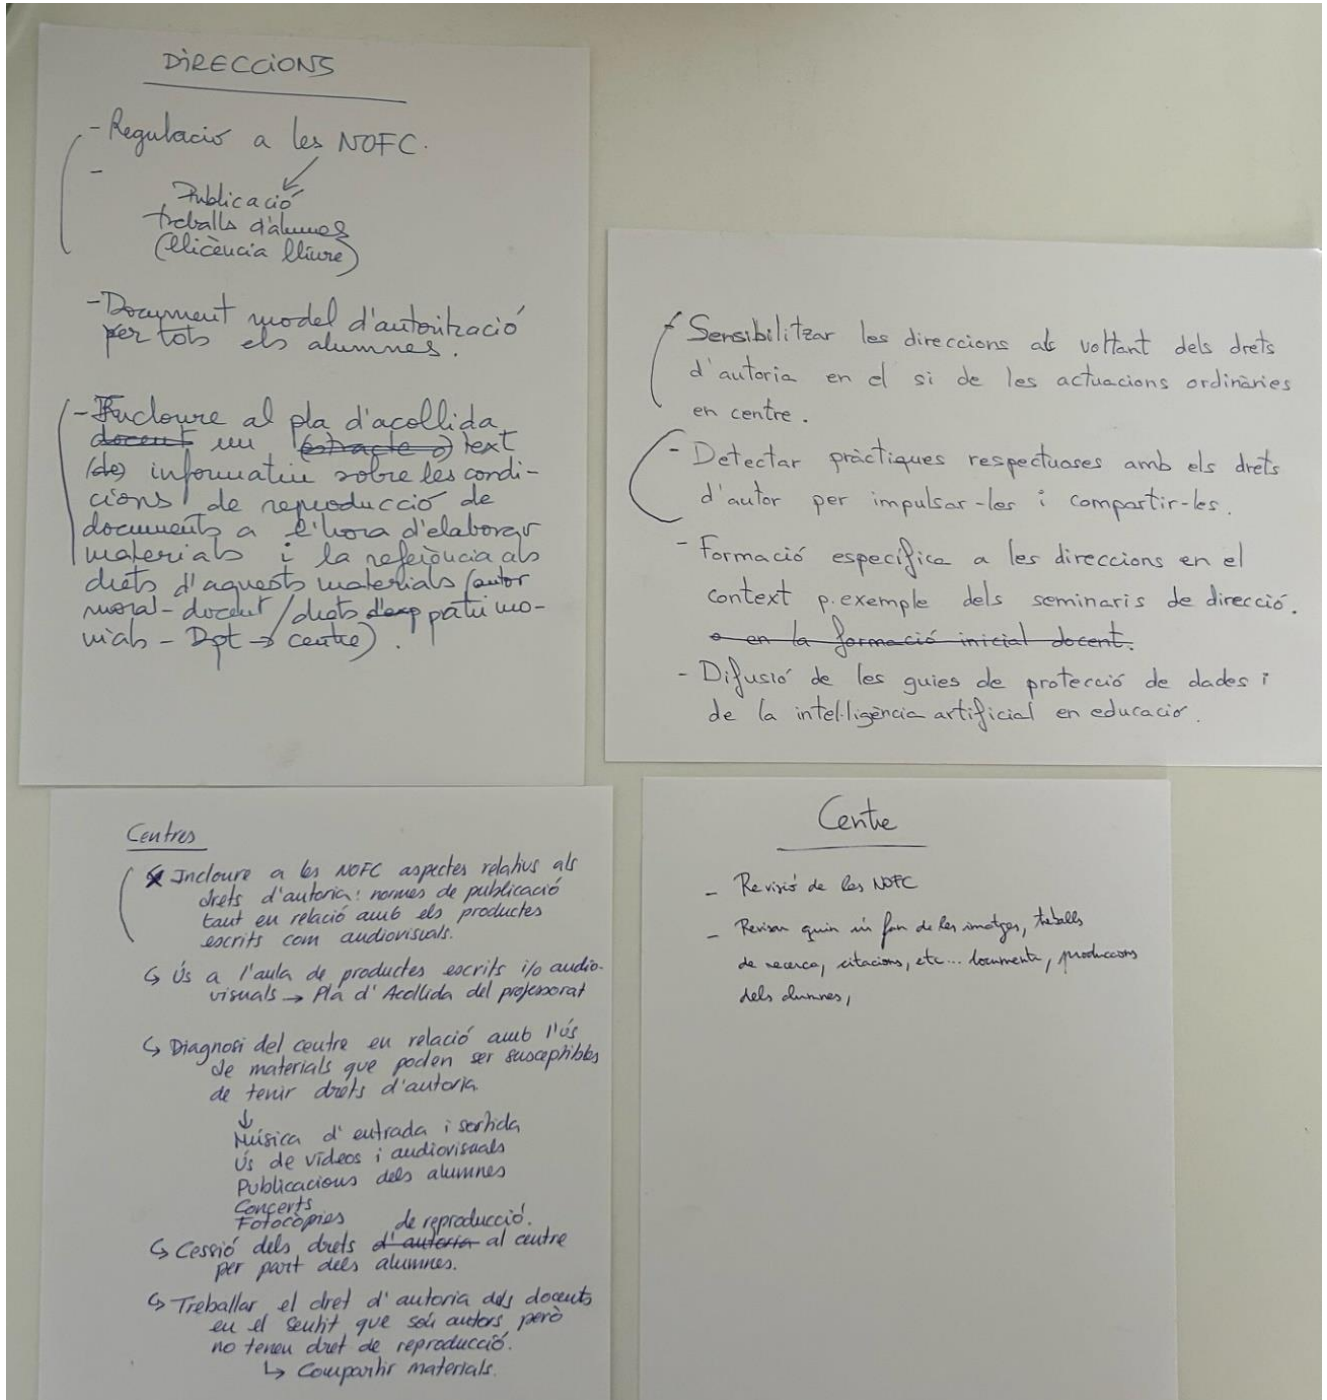 DIRECCIONS
- Regulació a les NOFC.
-
Publicació
treballs d'alumnes
(llicència lliure)
- Document model d'autorització
per tots els alumnes.
- Incloure al pla d'acollida
docent un (extracte o) text
(de) informatiu sobre les condi-
cions de reproducció de
documents a l'hora d'elaborar
materials i la referència als
drets d'aquests materials (autor
moral - docent / drets d'exp patrimo-
nials - Dpt → centre).
- Sensibilitzar les direccions al voltant dels drets
d'autoria en el si de les actuacions ordinàries
en centre.
- Detectar pràctiques respectuoses amb els drets
d'autor per impulsar-les i compartir-les.
- Formació específica a les direccions en el
context p.exemple dels seminaris de direcció.
o en la formació inicial docent.
- Difusió de les guies de protecció de dades i
de la intel·ligència artificial en educació.
Centres
Incloure a les NOFC aspectes relatius als
drets d'autoria: normes de publicació
tant en relació amb els productes
escrits com audiovisuals.
↳ Ús a l'aula de productes escrits i/o audio-
visuals → Pla d'Acollida del professorat
↳ Diagnosi del centre en relació amb l'ús
de materials que poden ser susceptibles
de tenir drets d'autoria
↓
Música d'entrada i sortida
Ús de vídeos i audiovisuals
Publicacions dels alumnes
Concerts
Fotocòpies
de reproducció.
↳ Cessió dels drets d'autoria al centre
per part dels alumnes.
↳ Treballar el dret d'autoria dels docents
en el sentit que són autors però
no tenen dret de reproducció.
↳ Compartir materials.
Centre
- Revisió de les NOFC
- Revisar quin ús fan de les imatges, treballs
de recerca, citacions, etc... documents, produccions
dels alumnes,